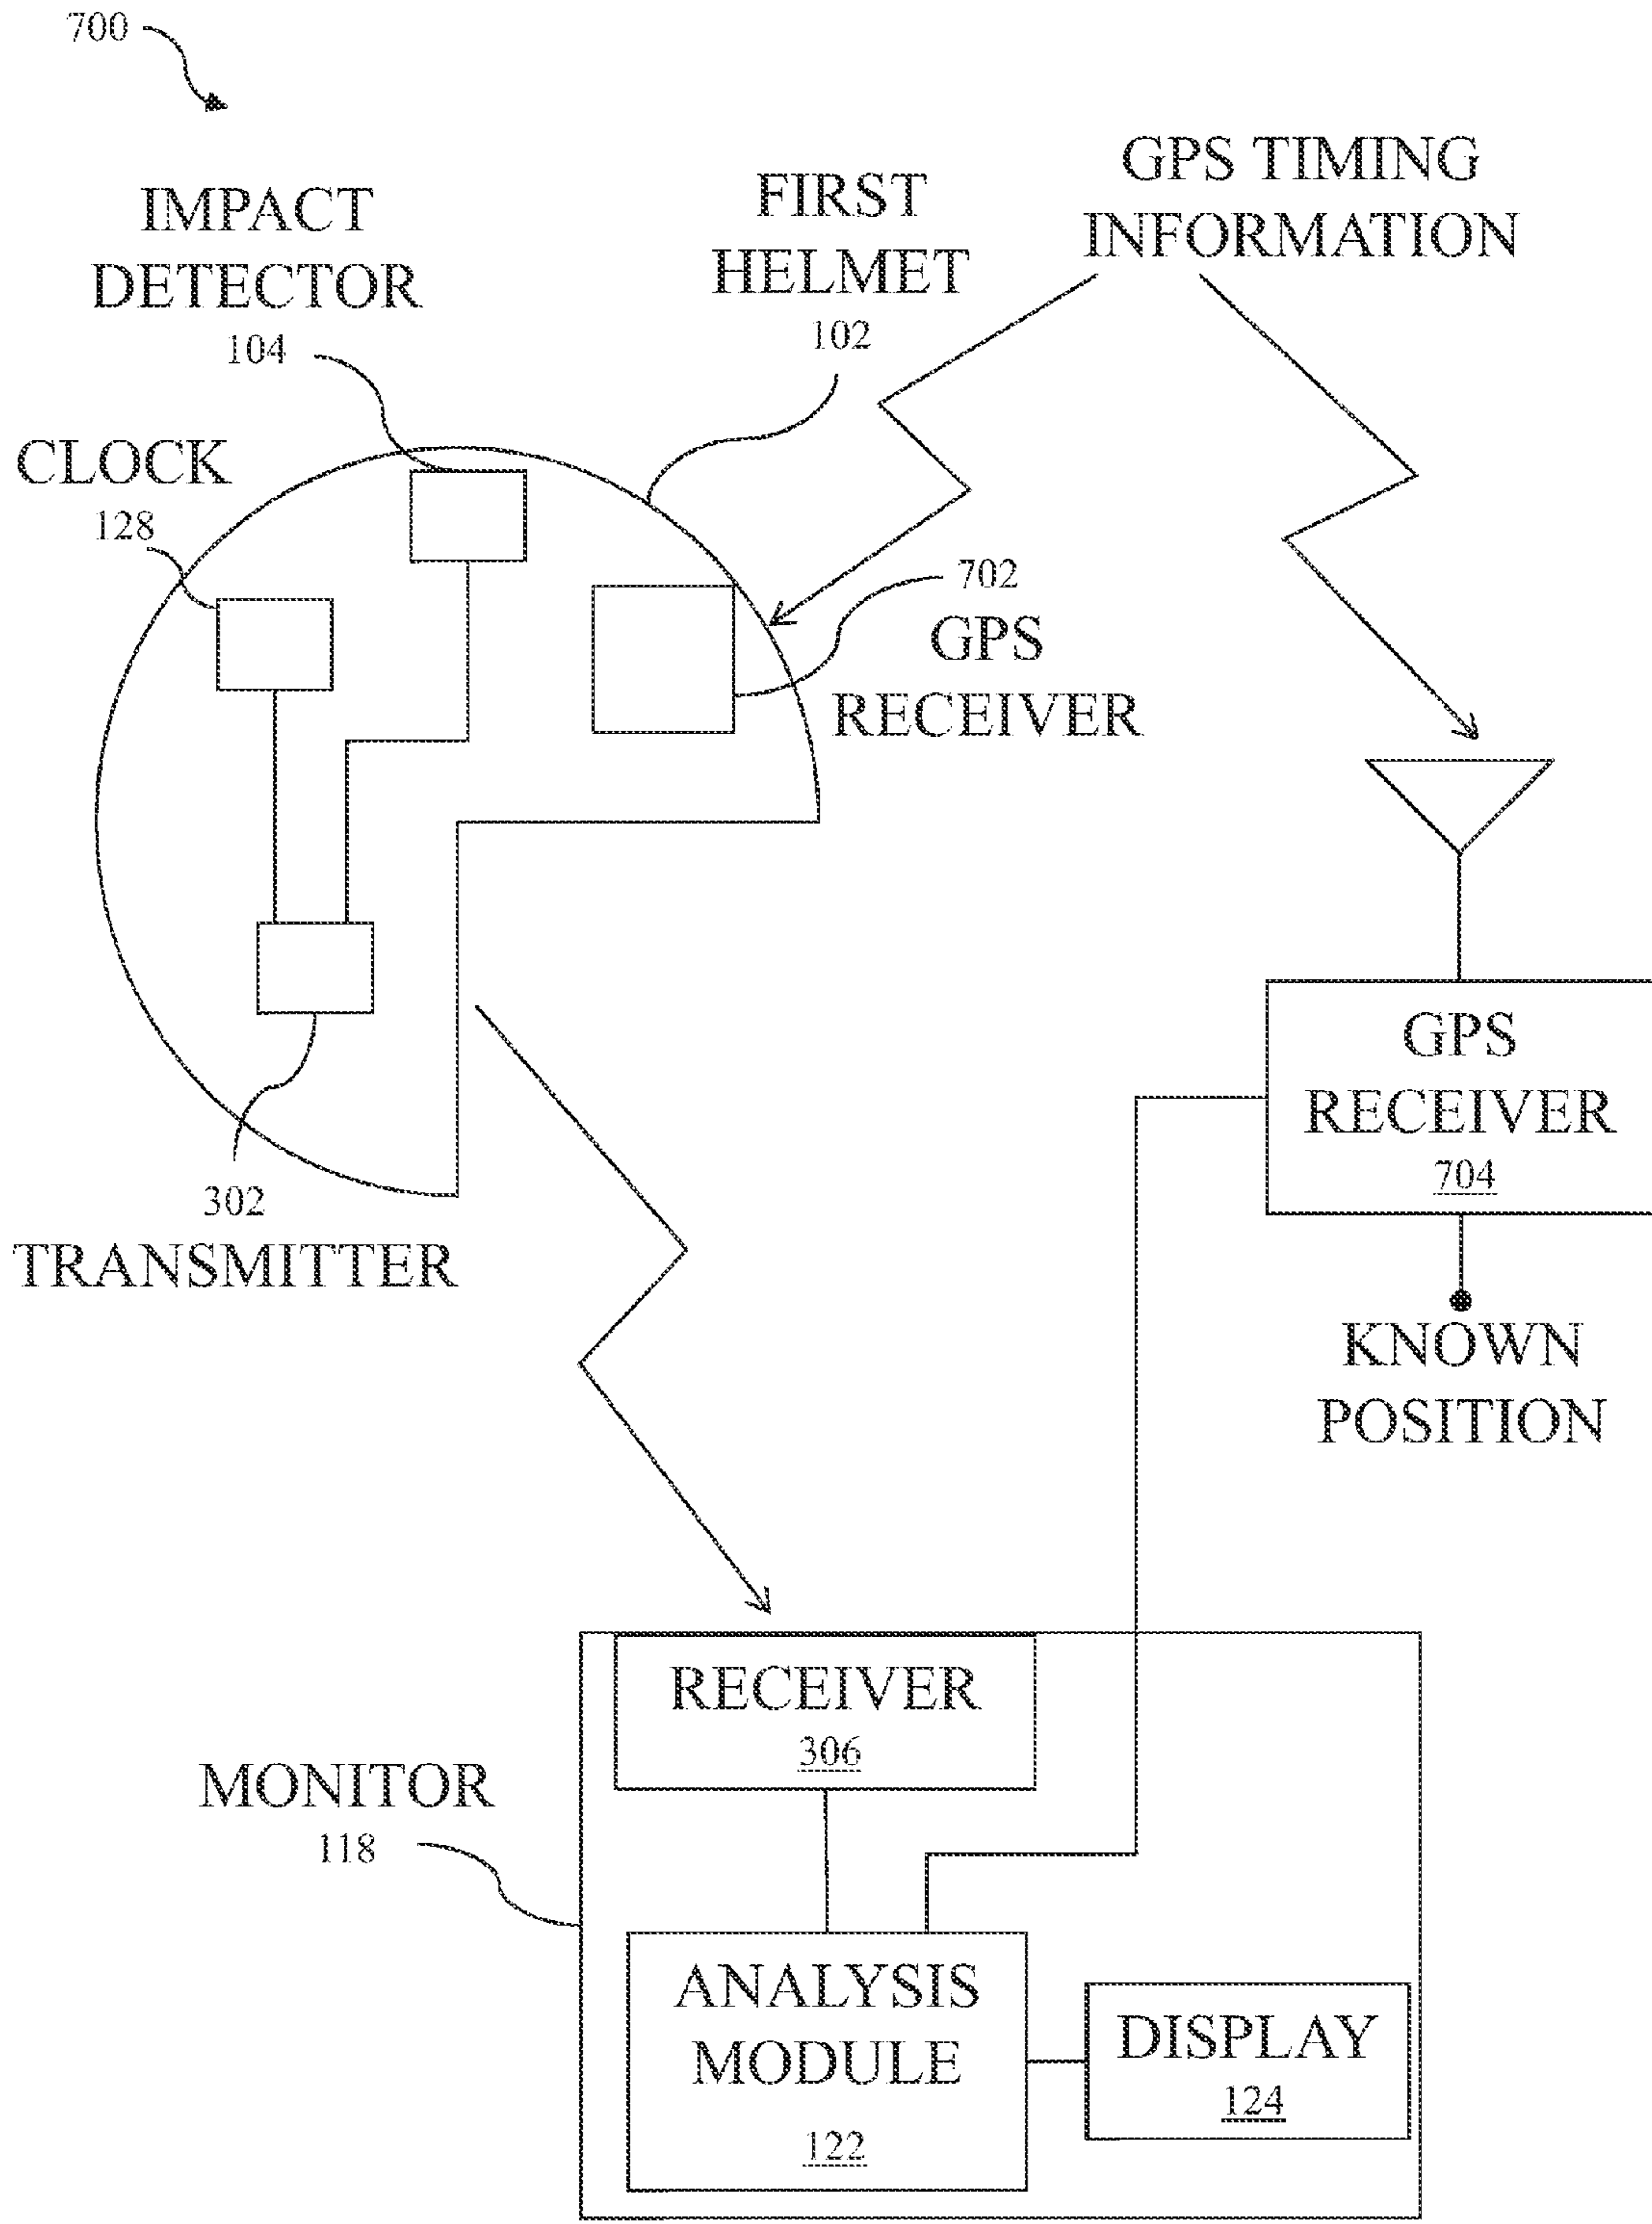 700
IMPACT
DETECTOR
104
FIRST
HELMET
102
GPS TIMING
INFORMATION
CLOCK
128
702
GPS
RECEIVER
302
TRANSMITTER
GPS
RECEIVER
704
KNOWN
POSITION
RECEIVER
306
MONITOR
118
ANALYSIS
MODULE
122
DISPLAY
124